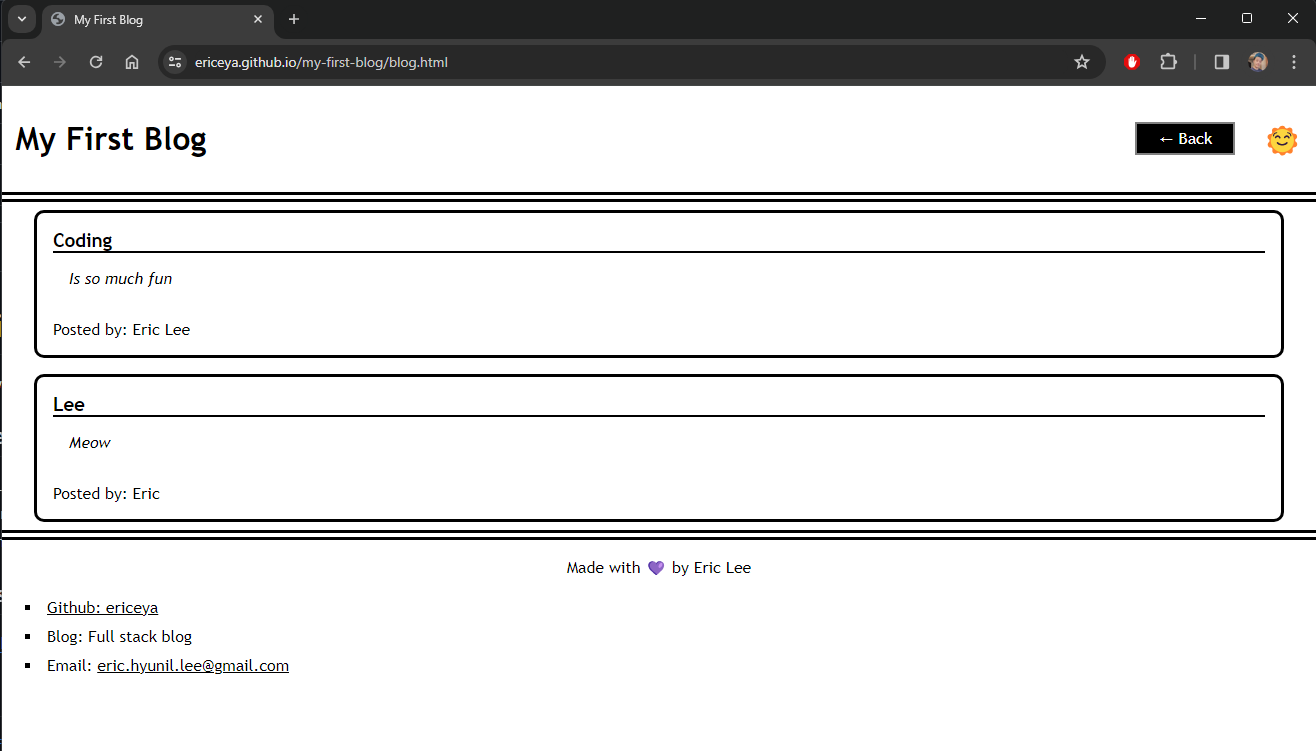 My First Blog
ericeya.github.io/my-first-blog/blog.html
My First Blog
← Back
Coding
Is so much fun
Posted by: Eric Lee
Lee
Meow
Posted by: Eric
Made with 💜 by Eric Lee
Github: ericeya
Blog: Full stack blog
Email: eric.hyunil.lee@gmail.com